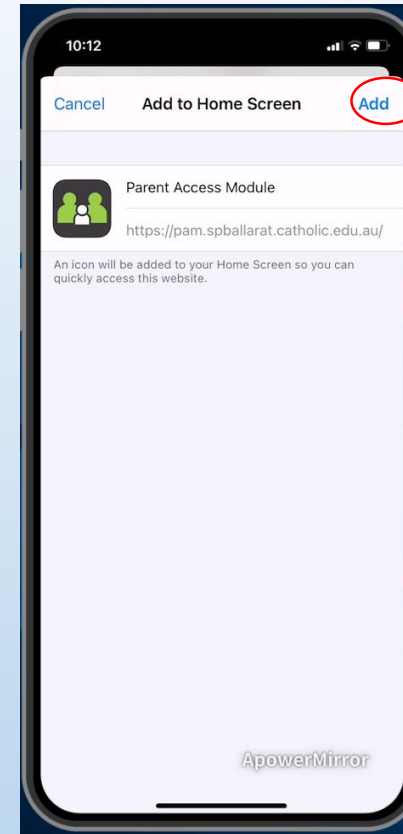 10:12
Cancel Add to Home Screen Add
Parent Access Module
https://pam.spballarat.catholic.edu.au/
An icon will be added to your Home Screen so you can
quickly access this website.
ApowerMirror